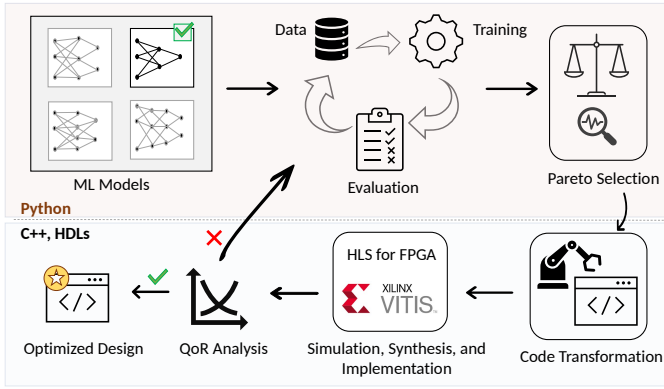 Data
Training
ML Models
Evaluation
Pareto Selection
Python
C++, HDLs
HLS for FPGA
XILINX
VITIS.
</>
</>
Optimized Design
QoR Analysis
Simulation, Synthesis, and
Implementation
Code Transformation